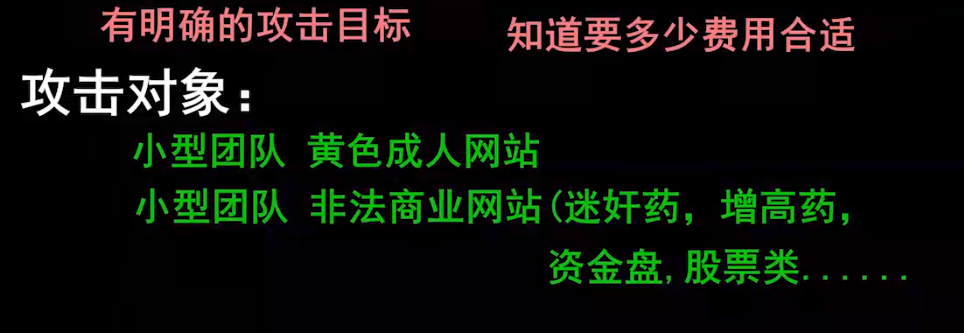 有明确的攻击目标 知道要多少费用合适
攻击对象：
小型团队 黄色成人网站
小型团队 非法商业网站(迷奸药，增高药，
资金盘,股票类......